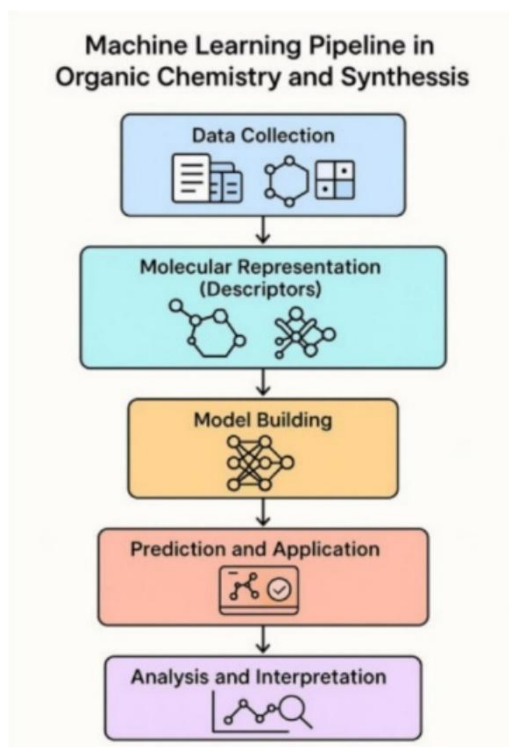 Machine Learning Pipeline in
Organic Chemistry and Synthessis
Data Collection
Molecular Representation
(Descriptors)
Model Building
Prediction and Application
Analysis and Interpretation